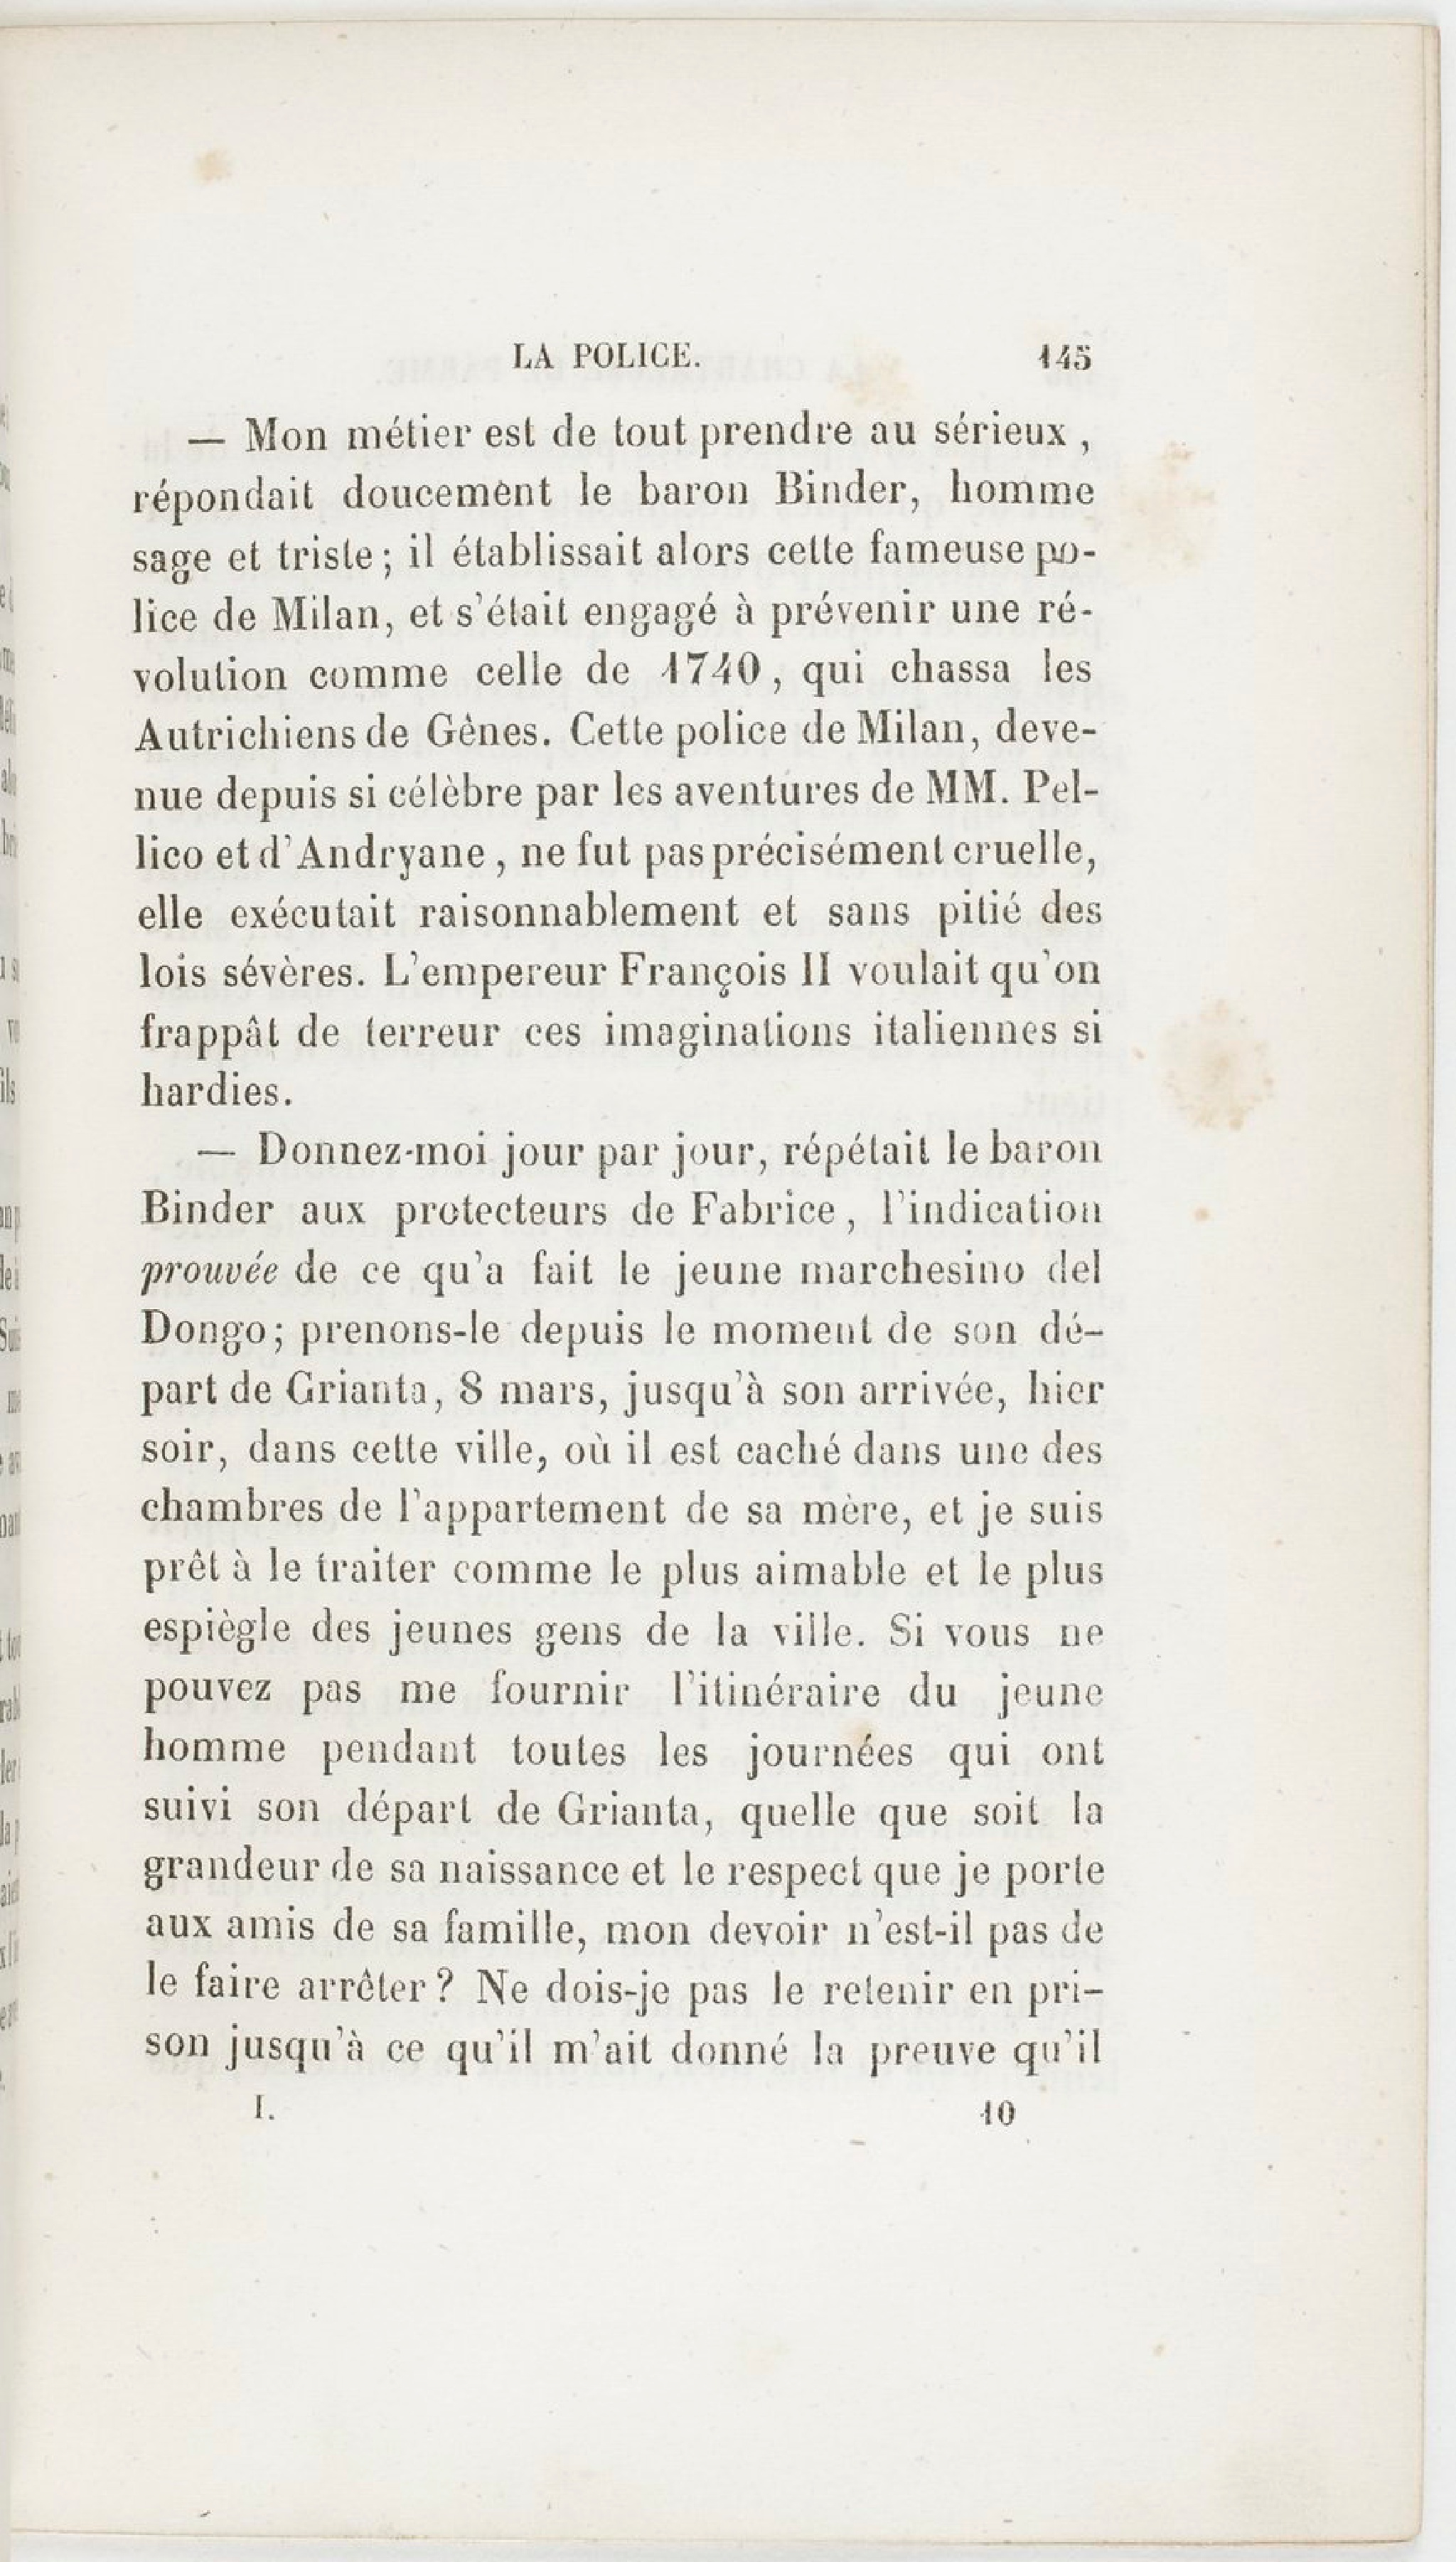 LA POLICE. 145
— Mon métier est de tout prendre au sérieux,
répondait doucement le baron Binder, homme
sage et triste; il établissait alors cette fameuse po-
lice de Milan, et s'était engagé à prévenir une ré-
volution comme celle de 1740, qui chassa les
Autrichiens de Gênes. Cette police de Milan, deve-
nue depuis si célèbre par les aventures de MM. Pel-
lico et d'Andryane, ne fut pas précisément cruelle,
elle exécutait raisonnablement et sans pitié des
lois sévères. L'empereur François II voulait qu'on
frappât de terreur ces imaginations italiennes si
hardies.
— Donnez-moi jour par jour, répétait le baron
Binder aux protecteurs de Fabrice, l'indication
prouvée de ce qu'a fait le jeune marchesino del
Dongo; prenons-le depuis le moment de son dé-
part de Grianta, 8 mars, jusqu'à son arrivée, hier
soir, dans cette ville, où il est caché dans une des
chambres de l'appartement de sa mère, et je suis
prêt à le traiter comme le plus aimable et le plus
espiègle des jeunes gens de la ville. Si vous ne
pouvez pas me fournir l'itinéraire du jeune
homme pendant toutes les journées qui ont
suivi son départ de Grianta, quelle que soit la
grandeur de sa naissance et le respect que je porte
aux amis de sa famille, mon devoir n'est-il pas de
le faire arrêter? Ne dois-je pas le retenir en pri-
son jusqu'à ce qu'il m'ait donné la preuve qu'il
I. 10